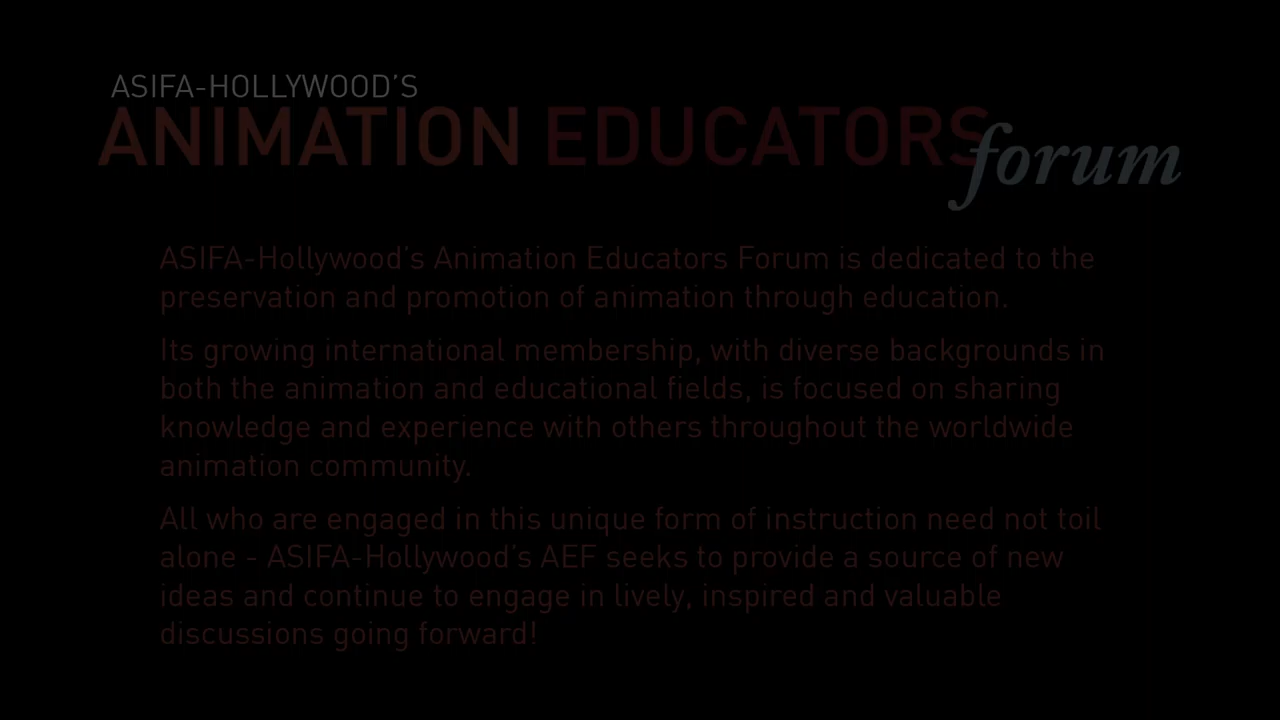 ASIFA-HOLLYWOOD'S
ANIMATION EDUCATORS forum
ASIFA-Hollywood's Animation Educators Forum is dedicated to the
preservation and promotion of animation through education.
Its growing international membership, with diverse backgrounds in
both the animation and educational fields, is focused on sharing
knowledge and experience with others throughout the worldwide
animation community.
All who are engaged in this unique form of instruction need not toil
alone - ASIFA-Hollywood's AEF seeks to provide a source of new
ideas and continue to engage in lively, inspired and valuable
discussions going forward!